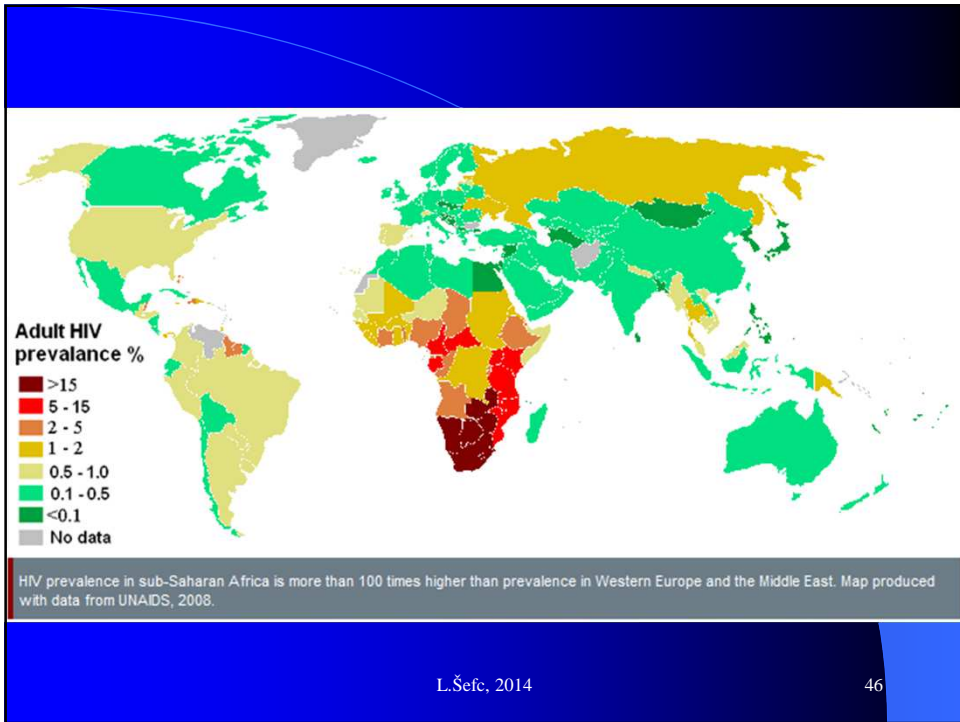 Adult HIV
prevalance %
>15
5 - 15
2 - 5
1 - 2
0.5 - 1.0
0.1 - 0.5
<0.1
No data
HIV prevalence in sub-Saharan Africa is more than 100 times higher than prevalence in Western Europe and the Middle East. Map produced
with data from UNAIDS, 2008.
L.Šefc, 2014
46